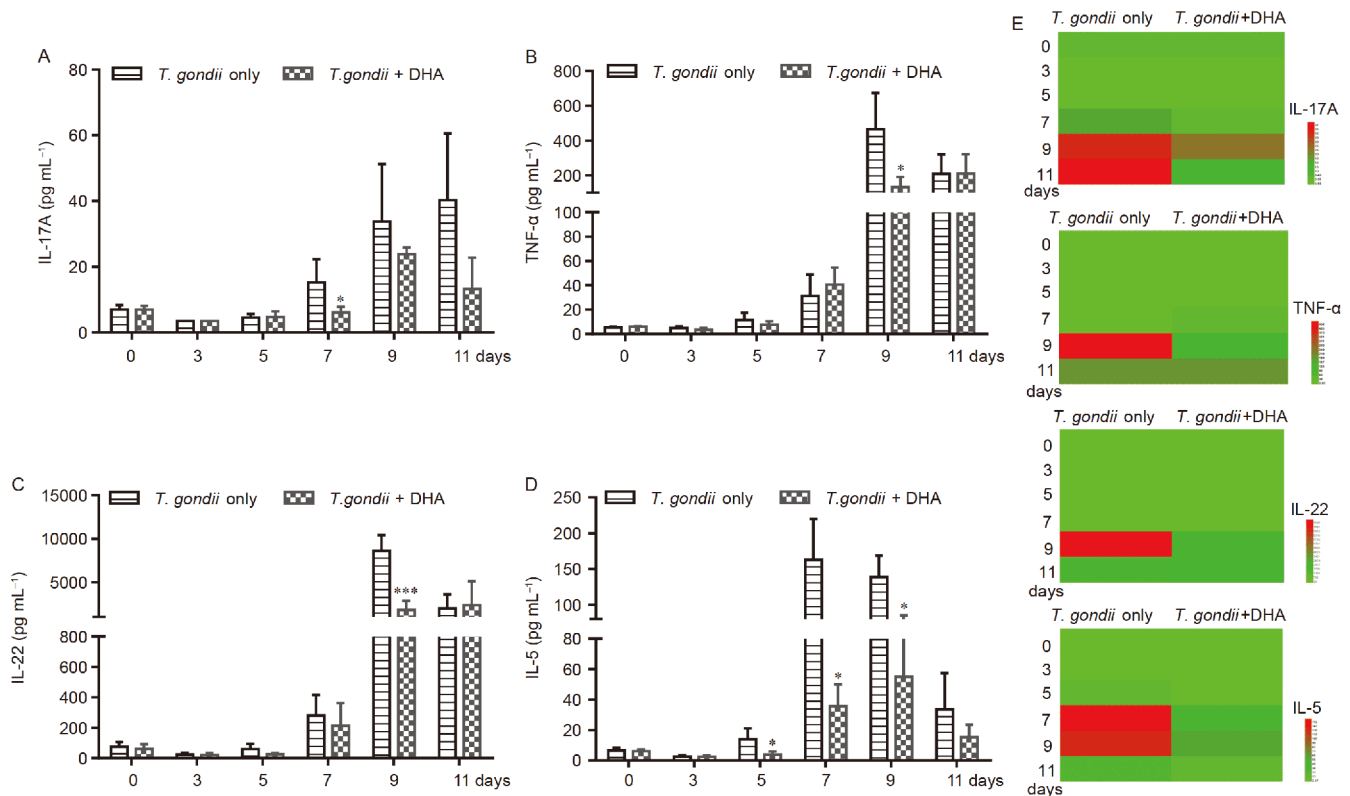 A
T. gondii only
T.gondii + DHA
80
60
40
20
0
IL-17A (pg mL⁻¹)
0
3
5
7
9
11 days
*
B
T. gondii only
T.gondii + DHA
800
600
400
200
100
80
60
40
20
0
TNF-α (pg mL⁻¹)
0
3
5
7
9
11 days
*
C
T. gondii only
T.gondii + DHA
15000
10000
5000
800
600
400
200
0
IL-22 (pg mL⁻¹)
0
3
5
7
9
11 days
***
D
T. gondii only
T.gondii + DHA
250
200
150
100
80
60
40
20
0
IL-5 (pg mL⁻¹)
0
3
5
7
9
11 days
*
*
*
E
T. gondii only
T. gondii+DHA
0
3
5
7
9
11
days
IL-17A
T. gondii only
T. gondii+DHA
0
3
5
7
9
11
days
TNF-α
T. gondii only
T. gondii+DHA
0
3
5
7
9
11
days
IL-22
T. gondii only
T. gondii+DHA
0
3
5
7
9
11
days
IL-5